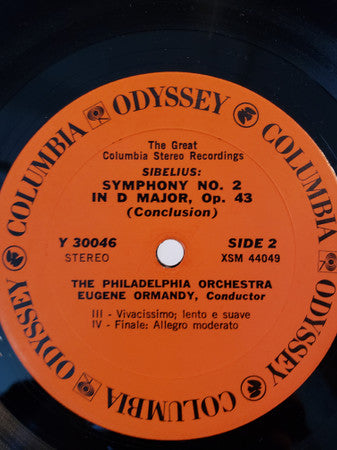 COLUMBIA ODYSSEY COLUMBIA ODYSSEY COLUMBIA ODYSSEY
The Great
Columbia Stereo Recordings
SIBELIUS:
SYMPHONY NO. 2
IN D MAJOR, Op. 43
(Conclusion)
Y 30046 SIDE 2
STEREO XSM 44049
THE PHILADELPHIA ORCHESTRA
EUGENE ORMANDY, Conductor
III - Vivacissimo; lento e suave
IV - Finale: Allegro moderato